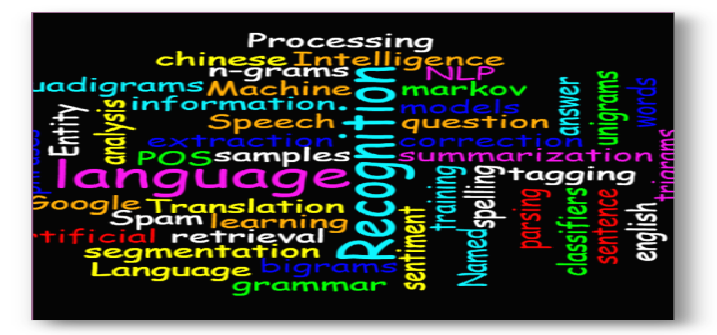 Processing
chinese Intelligence
n-grams NLP
uadigrams Machine markov
information. models
Speech question
extraction correction
POS samples summarization
language tagging
Google Translation
Spam learning
rtificial retrieval
segmentation
Language bigrams
grammar
Entity
analysis
Recognition
sentiment
training
Named
spelling
parsing
answer
classifiers
unigrams
sentence
words
english
trigrams